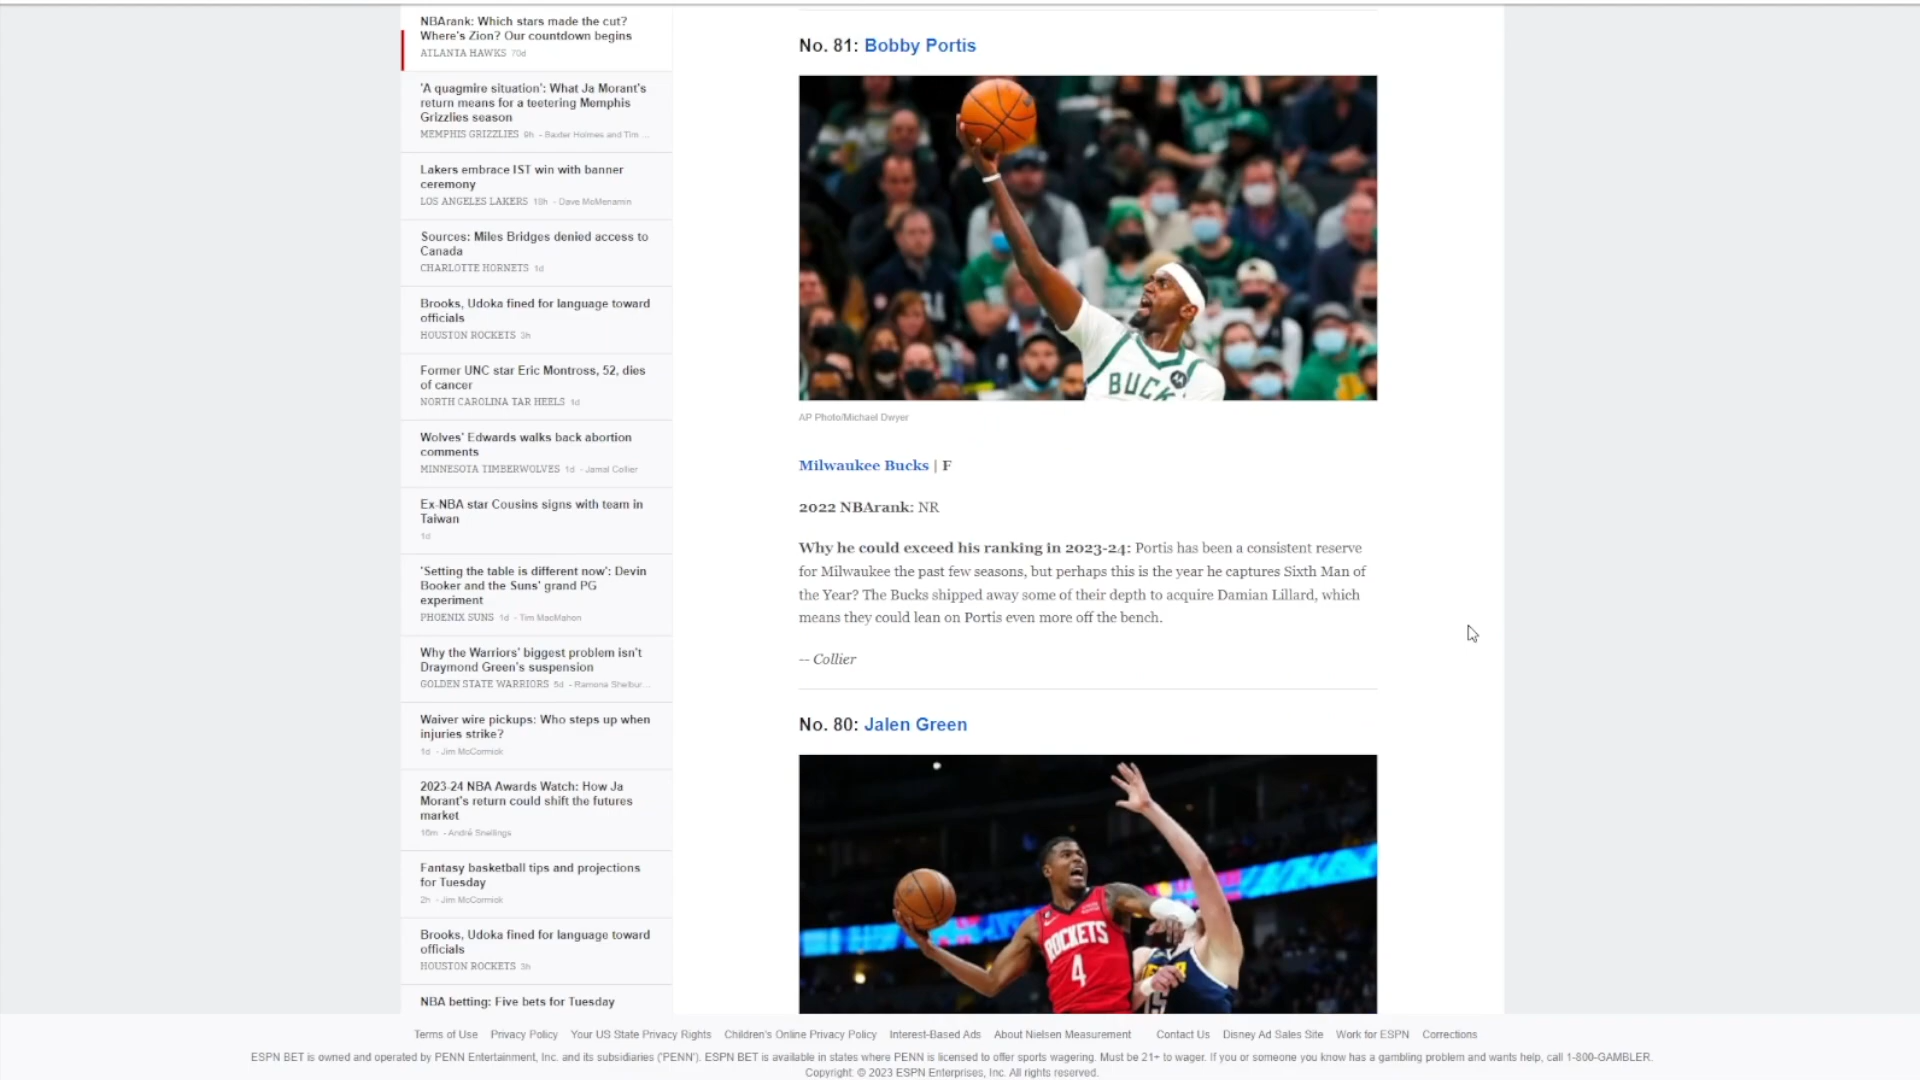 NBArank: Which stars made the cut?
Where's Zion? Our countdown begins
ATLANTA HAWKS 70d
'A quagmire situation': What Ja Morant's
return means for a teetering Memphis
Grizzlies season
MEMPHIS GRIZZLIES 9h - Baxter Holmes and Tim ...
Lakers embrace IST win with banner
ceremony
LOS ANGELES LAKERS 18h - Dave McMenamin
Sources: Miles Bridges denied access to
Canada
CHARLOTTE HORNETS 1d
Brooks, Udoka fined for language toward
officials
HOUSTON ROCKETS 3h
Former UNC star Eric Montross, 52, dies
of cancer
NORTH CAROLINA TAR HEELS 1d
Wolves' Edwards walks back abortion
comments
MINNESOTA TIMBERWOLVES 1d - Jamal Collier
Ex-NBA star Cousins signs with team in
Taiwan
1d
'Setting the table is different now': Devin
Booker and the Suns' grand PG
experiment
PHOENIX SUNS 1d - Tim MacMahon
Why the Warriors' biggest problem isn't
Draymond Green's suspension
GOLDEN STATE WARRIORS 5d - Ramona Shelbur...
Waiver wire pickups: Who steps up when
injuries strike?
1d - Jim McCormick
2023-24 NBA Awards Watch: How Ja
Morant's return could shift the futures
market
16m - André Snellings
Fantasy basketball tips and projections
for Tuesday
2h - Jim McCormick
Brooks, Udoka fined for language toward
officials
HOUSTON ROCKETS 3h
NBA betting: Five bets for Tuesday
No. 81: Bobby Portis
BUCK
AP Photo/Michael Dwyer
Milwaukee Bucks | F
2022 NBArank: NR
Why he could exceed his ranking in 2023-24: Portis has been a consistent reserve
for Milwaukee the past few seasons, but perhaps this is the year he captures Sixth Man of
the Year? The Bucks shipped away some of their depth to acquire Damian Lillard, which
means they could lean on Portis even more off the bench.
-- Collier
No. 80: Jalen Green
ROCKETS
4
15
Terms of Use Privacy Policy Your US State Privacy Rights Children's Online Privacy Policy Interest-Based Ads About Nielsen Measurement Contact Us Disney Ad Sales Site Work for ESPN Corrections
ESPN BET is owned and operated by PENN Entertainment, Inc. and its subsidiaries ('PENN'). ESPN BET is available in states where PENN is licensed to offer sports wagering. Must be 21+ to wager. If you or someone you know has a gambling problem and wants help, call 1-800-GAMBLER.
Copyright: © 2023 ESPN Enterprises, Inc. All rights reserved.